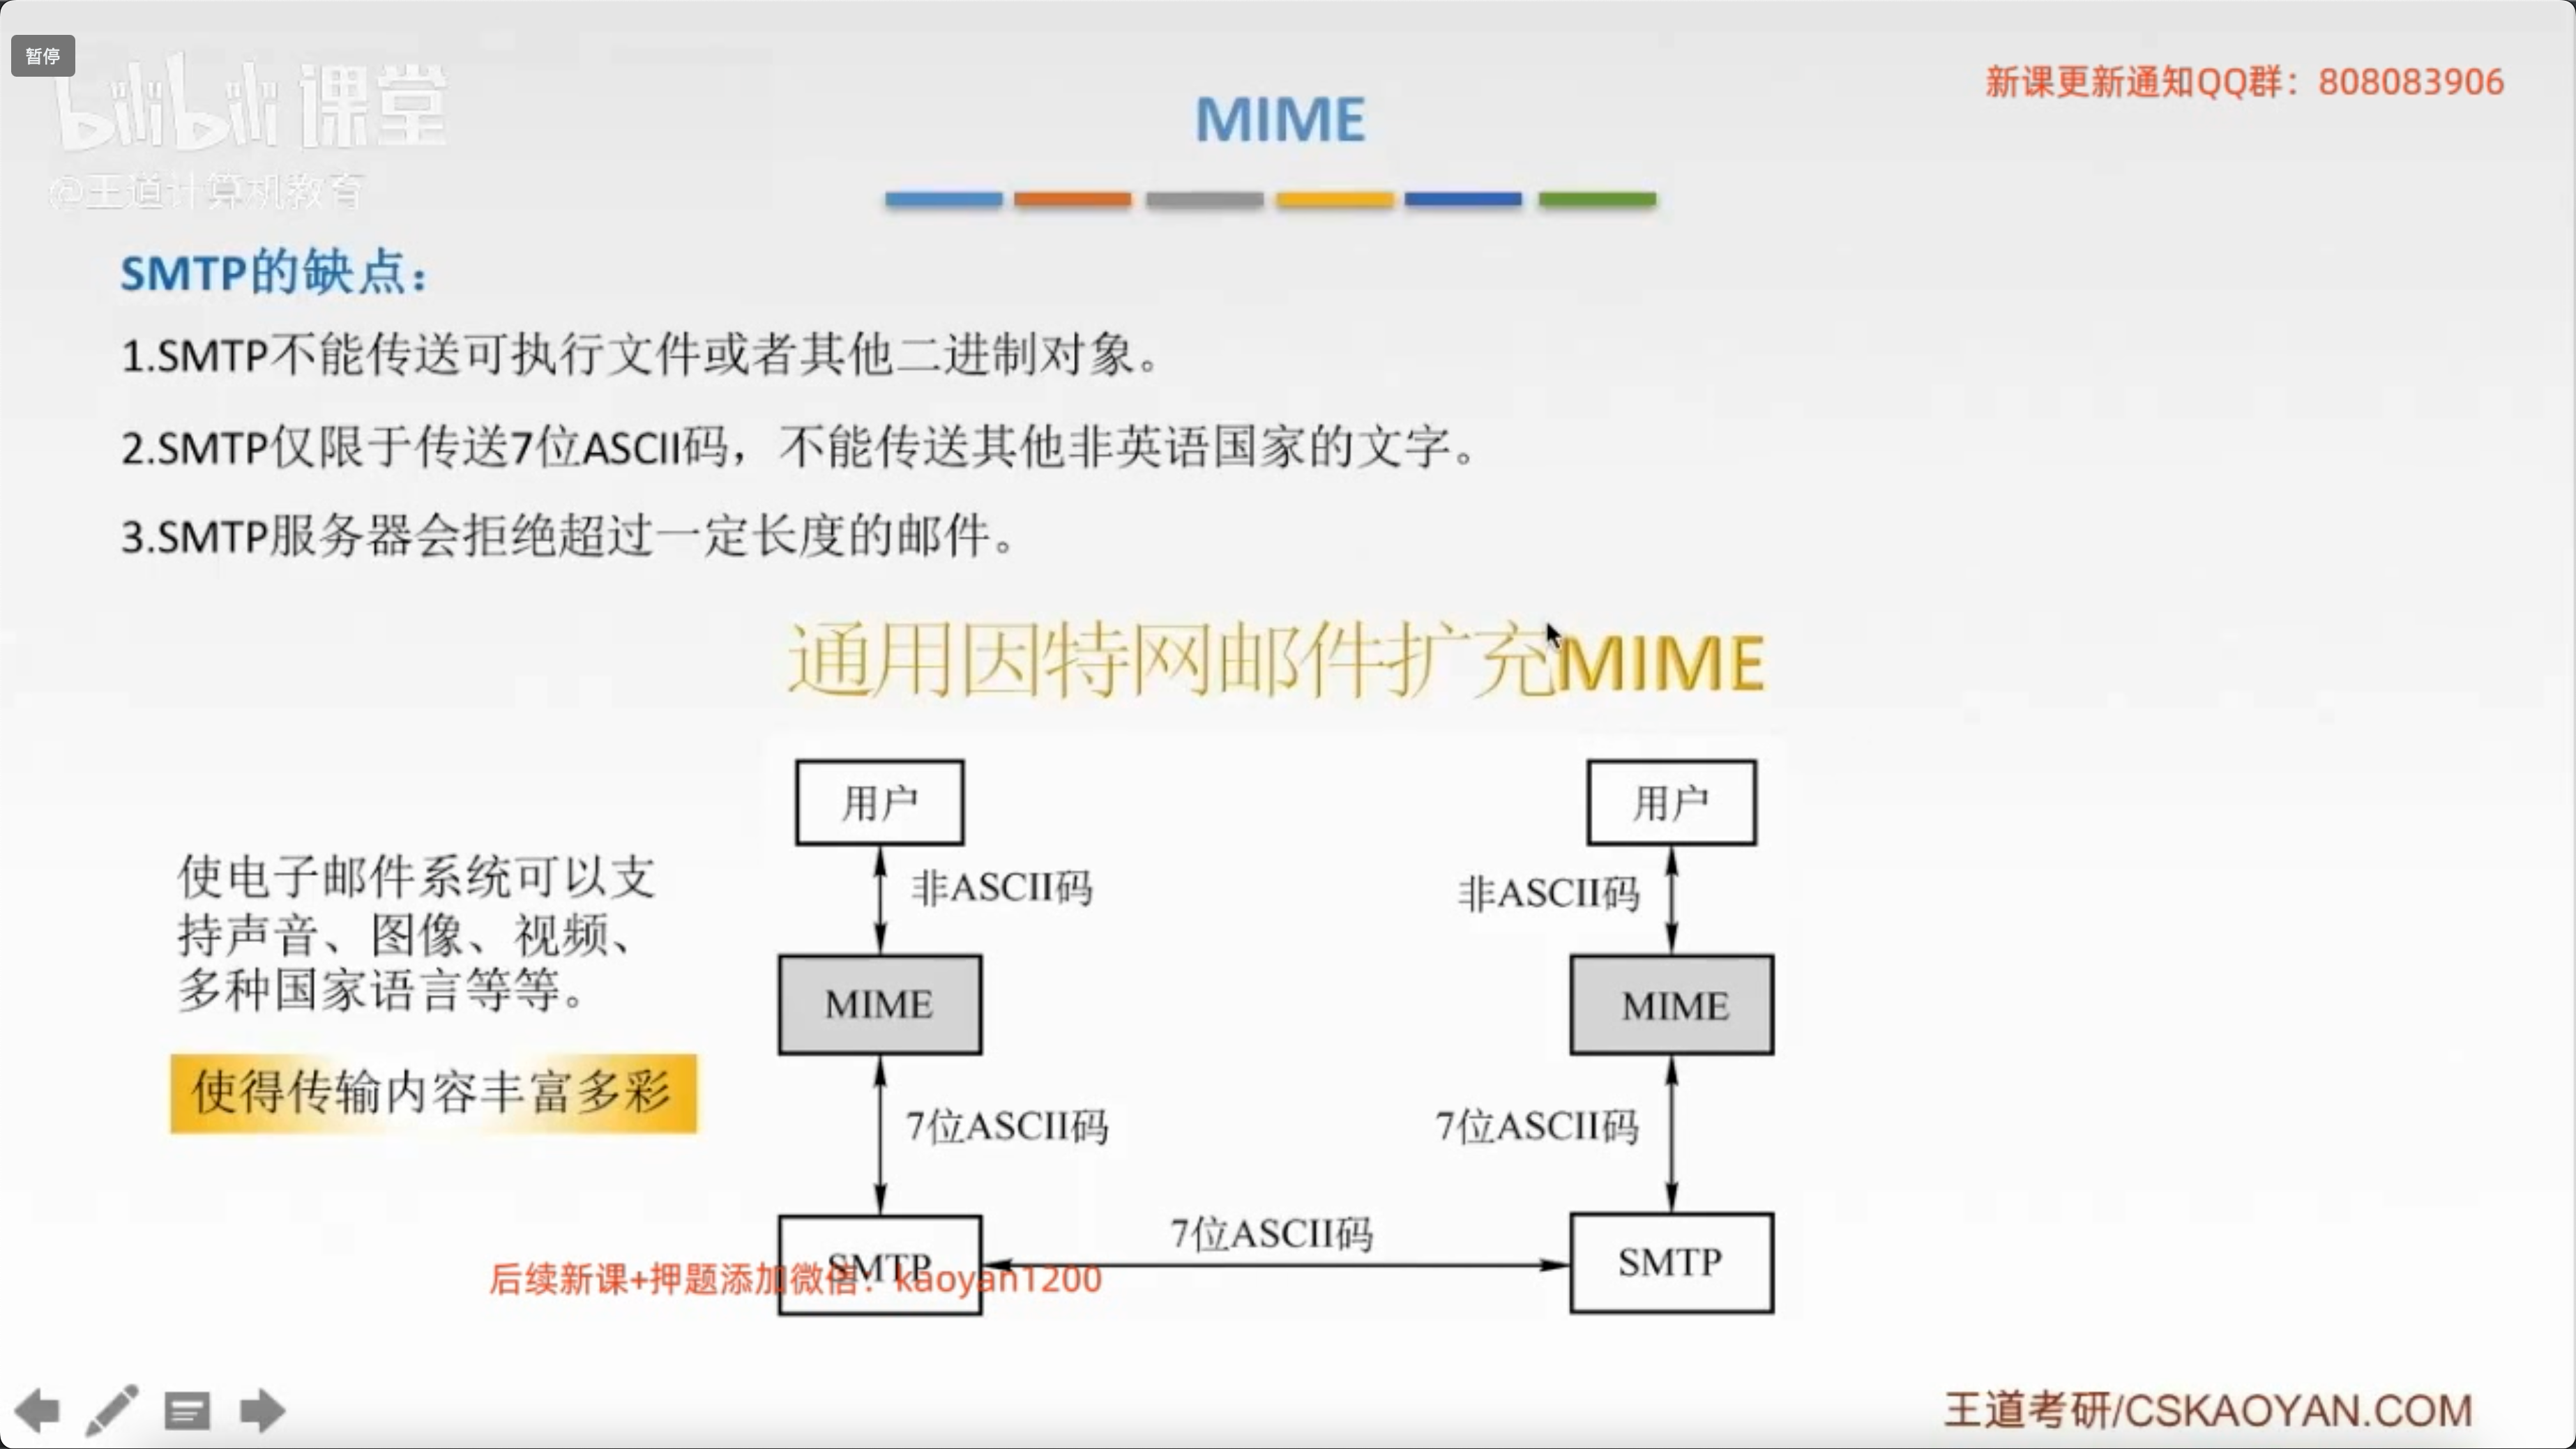 暂停
bilibili 课堂
@王道计算机教育
新课更新通知QQ群：808083906
MIME
SMTP的缺点：
1.SMTP不能传送可执行文件或者其他二进制对象。
2.SMTP仅限于传送7位ASCII码，不能传送其他非英语国家的文字。
3.SMTP服务器会拒绝超过一定长度的邮件。
通用因特网邮件扩充MIME
使电子邮件系统可以支
持声音、图像、视频、
多种国家语言等等。
使得传输内容丰富多彩
用户
用户
非ASCII码
非ASCII码
MIME
MIME
7位ASCII码
7位ASCII码
SMTP
7位ASCII码
SMTP
后续新课+押题添加微信：kaoyan1200
王道考研/CSKAOYAN.COM